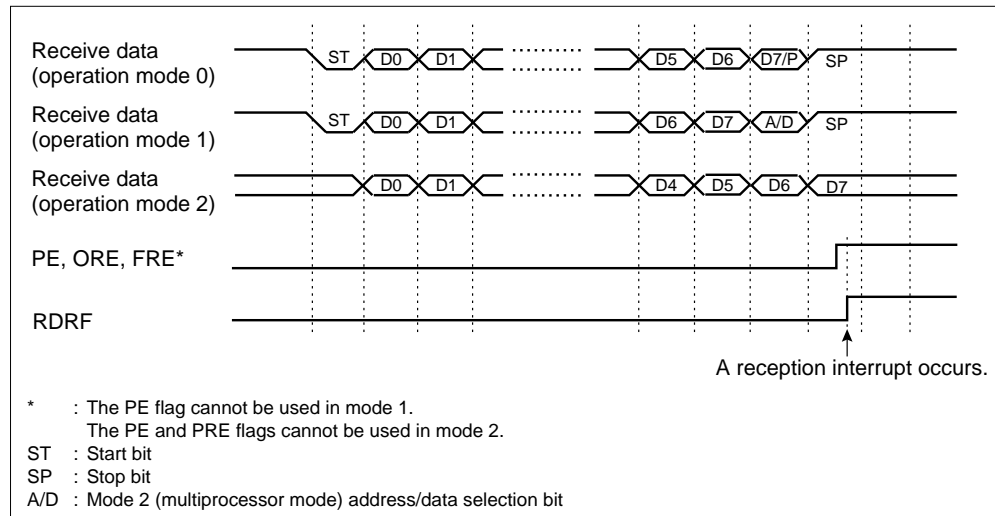 Receive data
(operation mode 0)
ST D0 D1 ............ D5 D6 D7/P SP
............
Receive data
(operation mode 1)
ST D0 D1 ............ D6 D7 A/D SP
............
Receive data
(operation mode 2)
D0 D1 ............ D4 D5 D6 D7
............
PE, ORE, FRE*
RDRF
A reception interrupt occurs.
* : The PE flag cannot be used in mode 1.
The PE and PRE flags cannot be used in mode 2.
ST : Start bit
SP : Stop bit
A/D : Mode 2 (multiprocessor mode) address/data selection bit